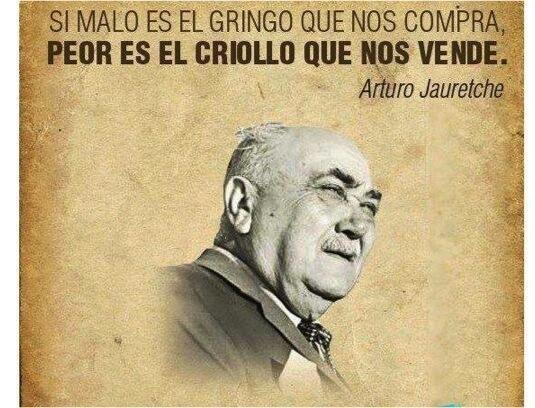 SI MALO ES EL GRINGO QUE NOS COMPRA,
PEOR ES EL CRIOLLO QUE NOS VENDE.
Arturo Jauretche